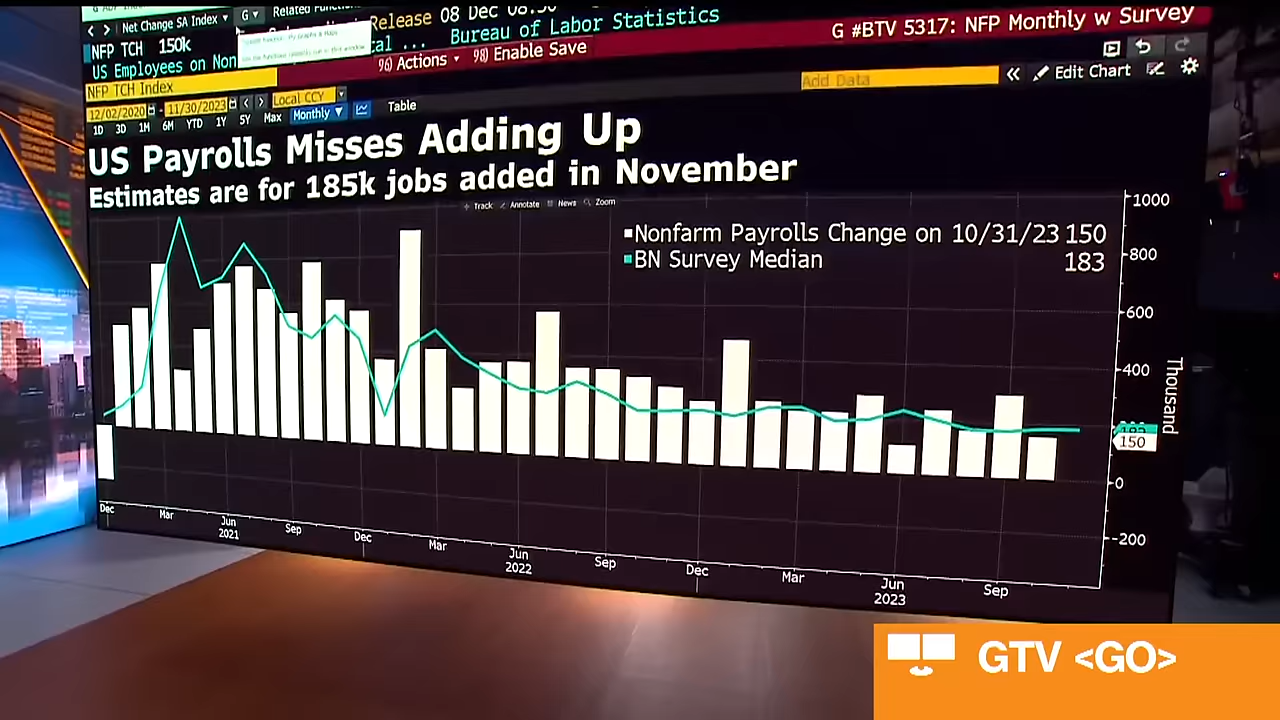 Net Change SA Index ▾
G ▾
Related
Release 08 Dec
NFP TCH 150k
Bureau of Labor Statistics
US Employees on Non
96) Actions ▾ 98) Enable Save
G #BTV 5317: NFP Monthly w Survey
NFP TCH Index
Add Data
« Edit Chart
12/02/2020 - 11/30/2023 Local CCY
1D 3D 1M 6M YTD 1Y 5Y Max Monthly ▼ Table
US Payrolls Misses Adding Up
Estimates are for 185k jobs added in November
Track Annotate News Zoom
Nonfarm Payrolls Change on 10/31/23 150
BN Survey Median 183
1000
800
600
400
150
0
-200
Thousand
Dec Mar Jun Sep Dec Mar Jun Sep Dec Mar Jun Sep
2021 2022 2023
GTV <GO>